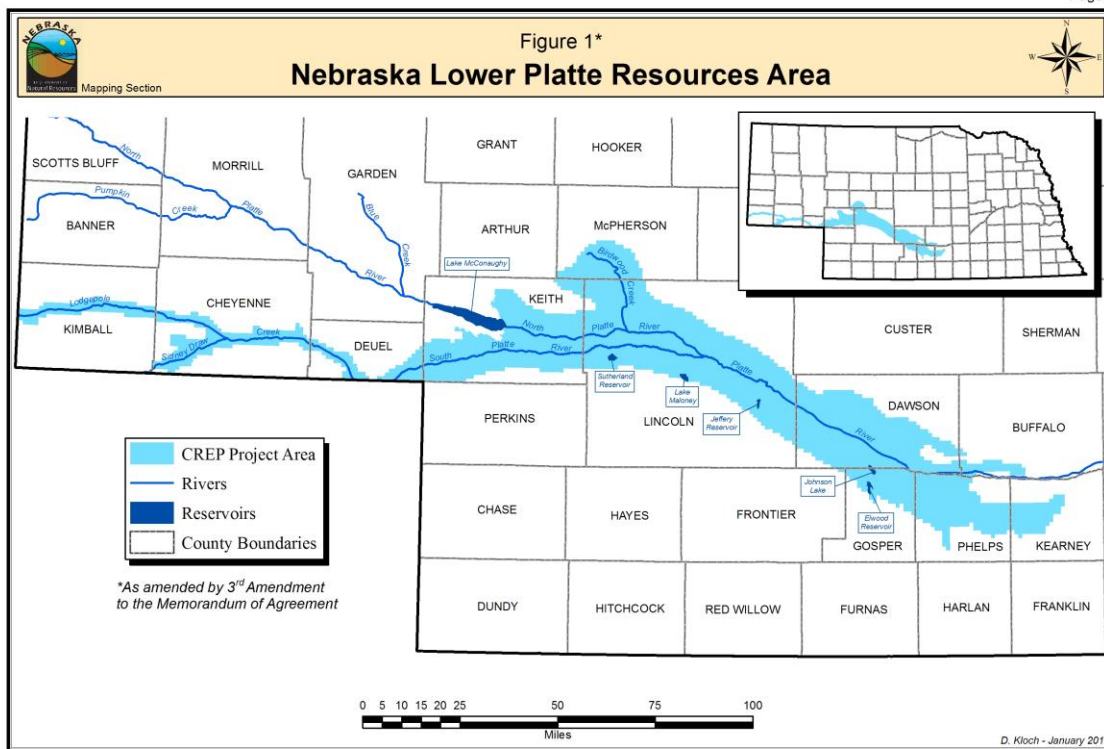 Figure 1*
Nebraska Lower Platte Resources Area
NEBRASKA
Natural Resources
Mapping Section
N
W
E
S
SCOTTS BLUFF
North
MORRILL
GARDEN
GRANT
HOOKER
Pumpkin
Creek
Platte
Blue
Creek
BANNER
ARTHUR
McPHERSON
River
Lake McConaughy
Birdwood
Creek
Lodgepole
CHEYENNE
KEITH
KIMBALL
Sidney Draw
Creek
DEUEL
North
Platte
River
CUSTER
SHERMAN
South
Platte
River
Platte
Sutherland
Reservoir
Lake
Maloney
Jeffery
Reservoir
PERKINS
LINCOLN
DAWSON
BUFFALO
River
CREP Project Area
Rivers
Reservoirs
County Boundaries
Johnson
Lake
Elwood
Reservoir
CHASE
HAYES
FRONTIER
GOSPER
PHELPS
KEARNEY
*As amended by 3rd Amendment
to the Memorandum of Agreement
DUNDY
HITCHCOCK
RED WILLOW
FURNAS
HARLAN
FRANKLIN
0 5 10 15 20 25 50 75 100
Miles
D. Kloch - January 201